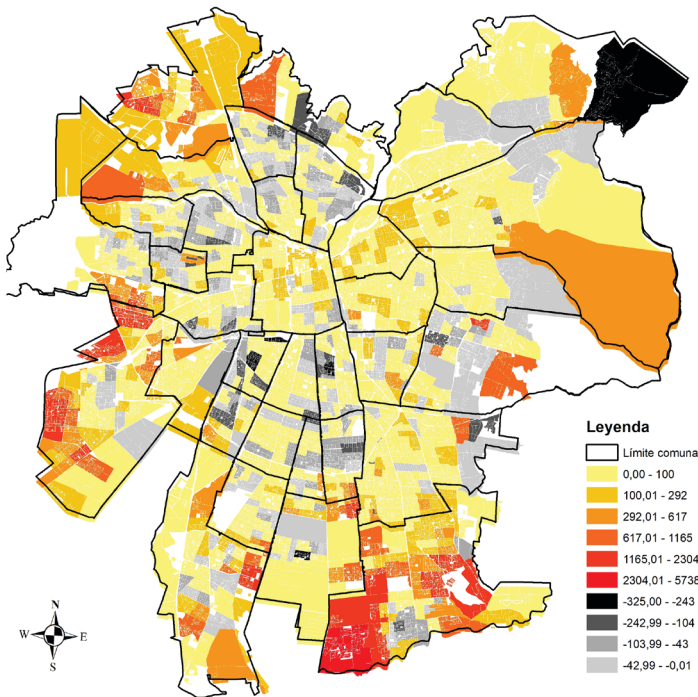 Leyenda
Límite comuna
0,00 - 100
100,01 - 292
292,01 - 617
617,01 - 1165
1165,01 - 2304
2304,01 - 5738
-325,00 - -243
-242,99 - -104
-103,99 - -43
-42,99 - -0,01
N
W E
S